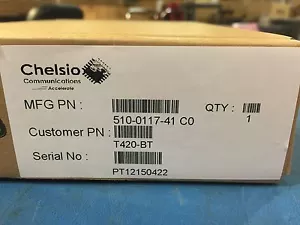 Chelsio
Communications
Accelerate
MFG PN :
510-0117-41 C0
QTY :
1
Customer PN :
T420-BT
Serial No :
PT12150422